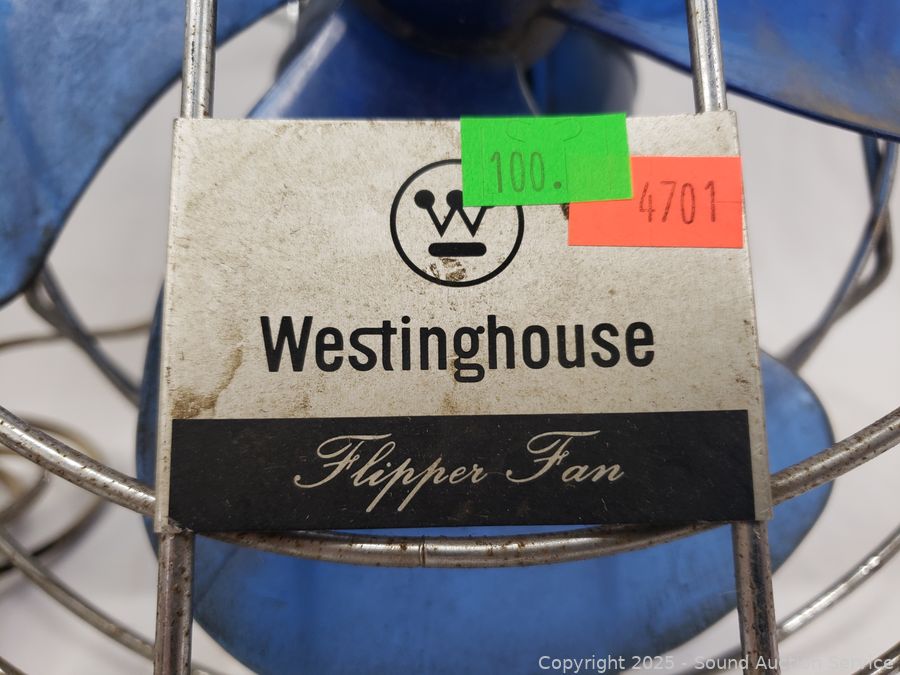 100.
4701
W
Westinghouse
Flipper Fan
Copyright 2025 - Sound Auction Service